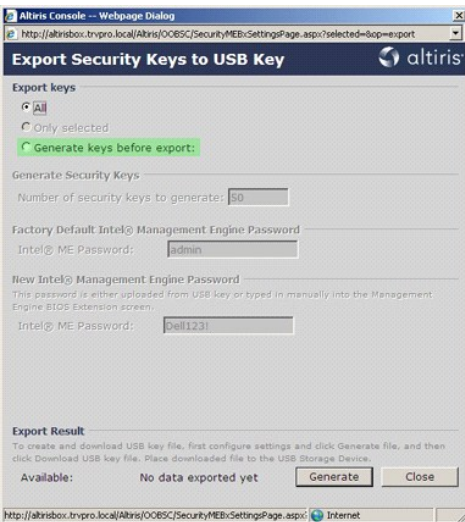 Altiris Console -- Webpage Dialog
http://altirisbox.trvpro.local/Altiris/OOBSC/SecurityMEBxSettingsPage.aspx?selected=&op=export
Export Security Keys to USB Key
altiris
Export keys
All
Only selected
Generate keys before export:
Generate Security Keys
Number of security keys to generate: 50
Factory Default Intel® Management Engine Password
Intel® ME Password: admin
New Intel® Management Engine Password
This password is either uploaded from USB key or typed in manually into the Management
Engine BIOS Extension screen.
Intel® ME Password: Dell123!
Export Result
To create and download USB key file, first configure settings and click Generate file, and then
click Download USB key file. Place downloaded file to the USB Storage Device.
Available: No data exported yet Generate Close
http://altirisbox.trvpro.local/Altiris/OOBSC/SecurityMEBxSettingsPage.aspx? Internet